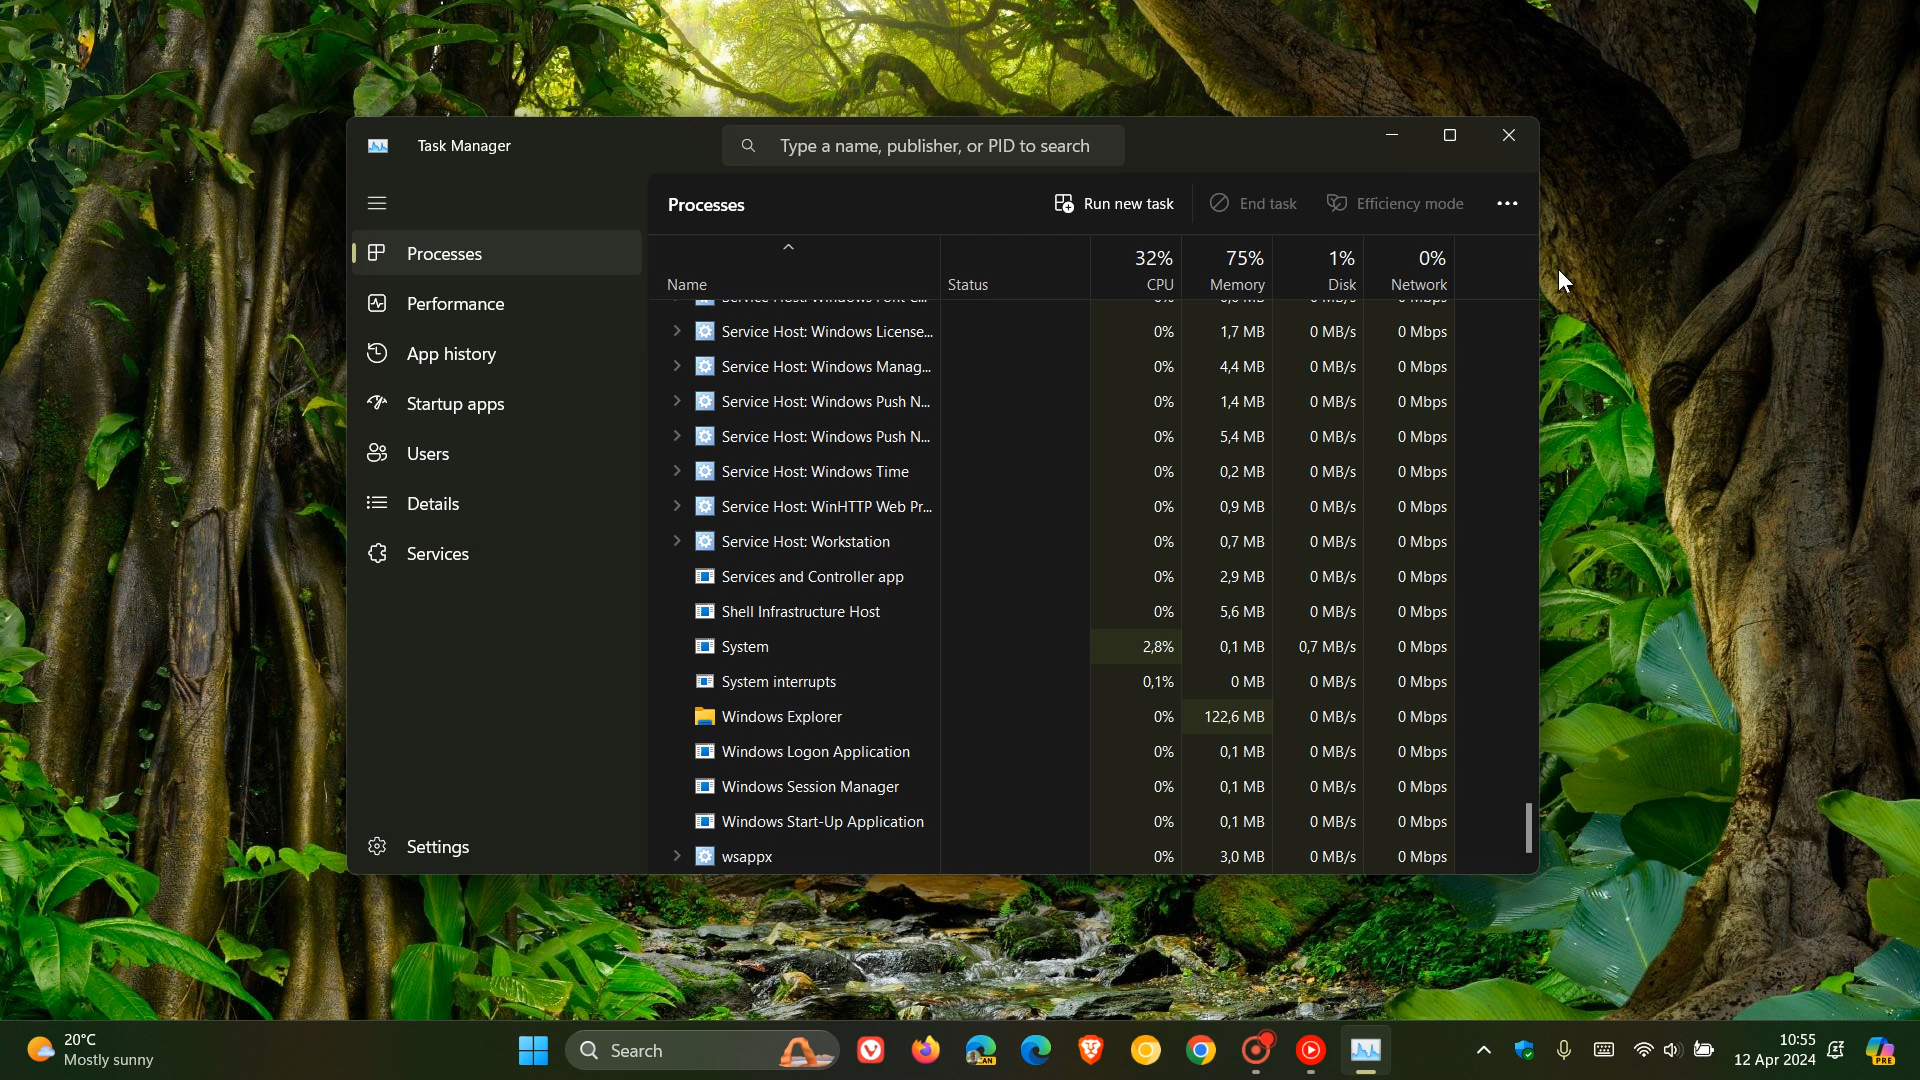 Task Manager
Type a name, publisher, or PID to search
Processes
Run new task
End task
Efficiency mode
Processes
Performance
App history
Startup apps
Users
Details
Services
Settings
32% 75% 1% 0%
Name Status CPU Memory Disk Network
Service Host: Windows License... 0% 1,7 MB 0 MB/s 0 Mbps
Service Host: Windows Manag... 0% 4,4 MB 0 MB/s 0 Mbps
Service Host: Windows Push N... 0% 1,4 MB 0 MB/s 0 Mbps
Service Host: Windows Push N... 0% 5,4 MB 0 MB/s 0 Mbps
Service Host: Windows Time 0% 0,2 MB 0 MB/s 0 Mbps
Service Host: WinHTTP Web Pr... 0% 0,9 MB 0 MB/s 0 Mbps
Service Host: Workstation 0% 0,7 MB 0 MB/s 0 Mbps
Services and Controller app 0% 2,9 MB 0 MB/s 0 Mbps
Shell Infrastructure Host 0% 5,6 MB 0 MB/s 0 Mbps
System 2,8% 0,1 MB 0,7 MB/s 0 Mbps
System interrupts 0,1% 0 MB 0 MB/s 0 Mbps
Windows Explorer 0% 122,6 MB 0 MB/s 0 Mbps
Windows Logon Application 0% 0,1 MB 0 MB/s 0 Mbps
Windows Session Manager 0% 0,1 MB 0 MB/s 0 Mbps
Windows Start-Up Application 0% 0,1 MB 0 MB/s 0 Mbps
wsappx 0% 3,0 MB 0 MB/s 0 Mbps
20°C
Mostly sunny
Search
CAN
10:55
12 Apr 2024
PRE